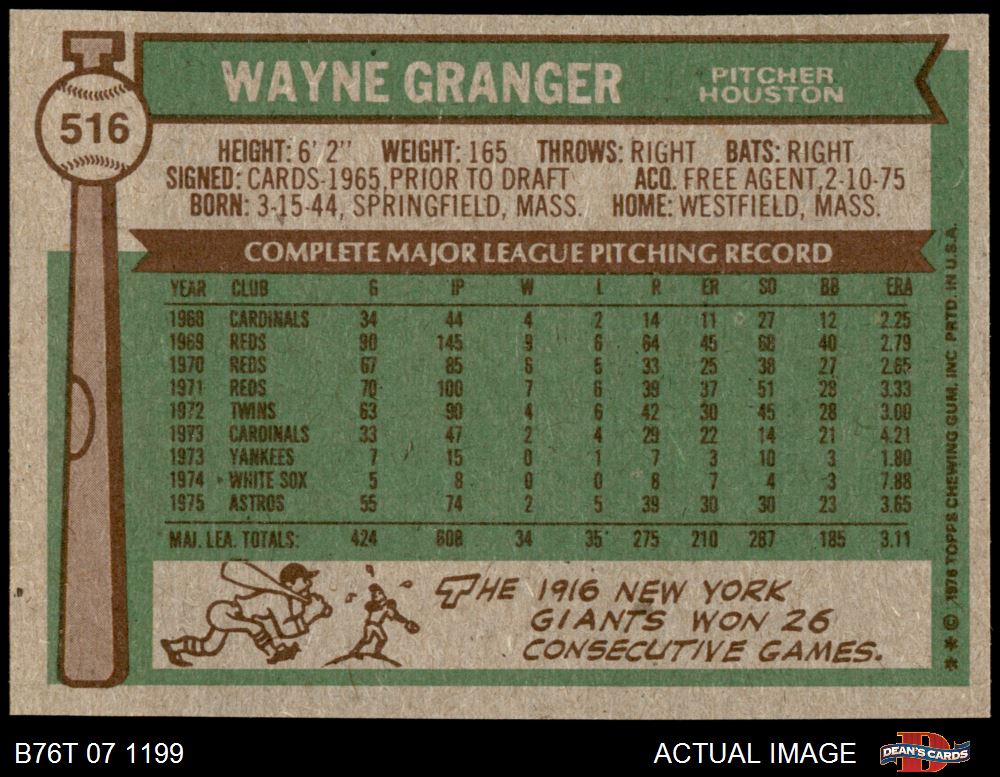 516
WAYNE GRANGER
PITCHER
HOUSTON
HEIGHT: 6' 2" WEIGHT: 165 THROWS: RIGHT BATS: RIGHT
SIGNED: CARDS-1965, PRIOR TO DRAFT ACQ. FREE AGENT, 2-10-75
BORN: 3-15-44, SPRINGFIELD, MASS. HOME: WESTFIELD, MASS.
COMPLETE MAJOR LEAGUE PITCHING RECORD
YEAR CLUB G IP W L R ER SO BB ERA
1968 CARDINALS 34 44 4 2 14 11 27 12 2.25
1969 REDS 90 145 9 6 64 45 68 40 2.79
1970 REDS 67 85 6 5 33 25 38 27 2.65
1971 REDS 70 100 7 6 39 37 51 28 3.33
1972 TWINS 63 90 4 6 42 30 45 28 3.00
1973 CARDINALS 33 47 2 4 29 22 14 21 4.21
1973 YANKEES 7 15 0 1 7 3 10 3 1.80
1974 WHITE SOX 5 8 0 0 8 7 4 3 7.88
1975 ASTROS 55 74 2 5 39 30 30 23 3.65
MAJ. LEA. TOTALS: 424 608 34 35 275 210 287 185 3.11
THE 1916 NEW YORK
GIANTS WON 26
CONSECUTIVE GAMES.
** © 1976 TOPPS CHEWING GUM, INC PRTD. IN U.S.A.
B76T 07 1199
ACTUAL IMAGE
DEAN'S CARDS